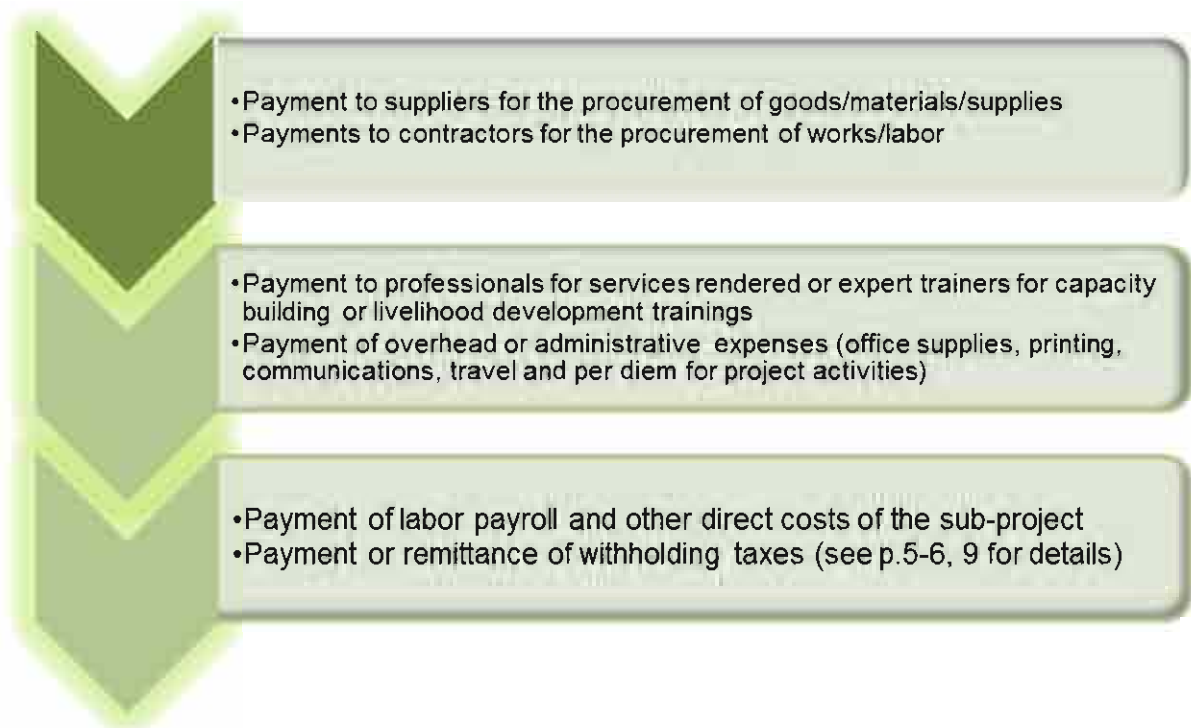 •Payment to suppliers for the procurement of goods/materials/supplies
•Payments to contractors for the procurement of works/labor
•Payment to professionals for services rendered or expert trainers for capacity
building or livelihood development trainings
•Payment of overhead or administrative expenses (office supplies, printing,
communications, travel and per diem for project activities)
•Payment of labor payroll and other direct costs of the sub-project
•Payment or remittance of withholding taxes (see p.5-6, 9 for details)